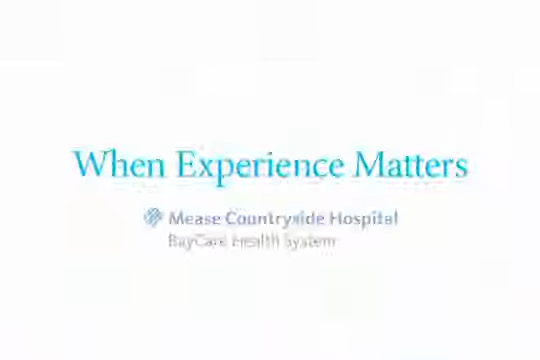 When Experience Matters
Mease Countryside Hospital
BayCare Health System